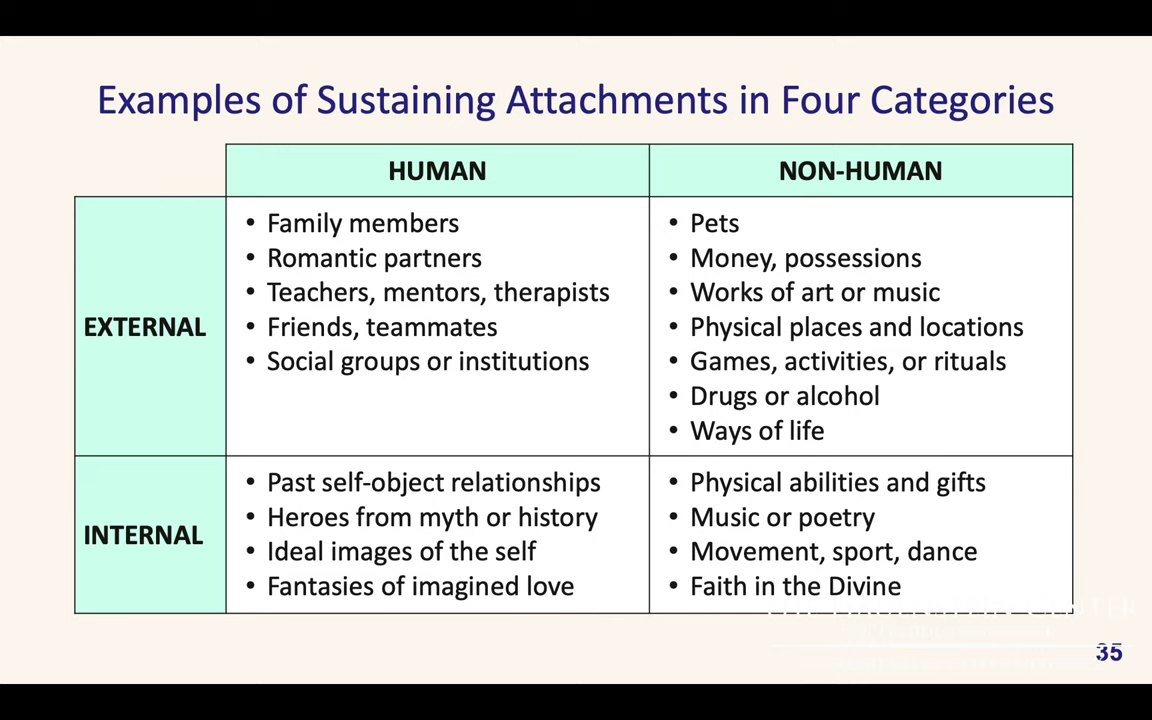 Examples of Sustaining Attachments in Four Categories
HUMAN
NON-HUMAN
EXTERNAL
• Family members
• Romantic partners
• Teachers, mentors, therapists
• Friends, teammates
• Social groups or institutions
• Pets
• Money, possessions
• Works of art or music
• Physical places and locations
• Games, activities, or rituals
• Drugs or alcohol
• Ways of life
INTERNAL
• Past self-object relationships
• Heroes from myth or history
• Ideal images of the self
• Fantasies of imagined love
• Physical abilities and gifts
• Music or poetry
• Movement, sport, dance
• Faith in the Divine
CENTER
35